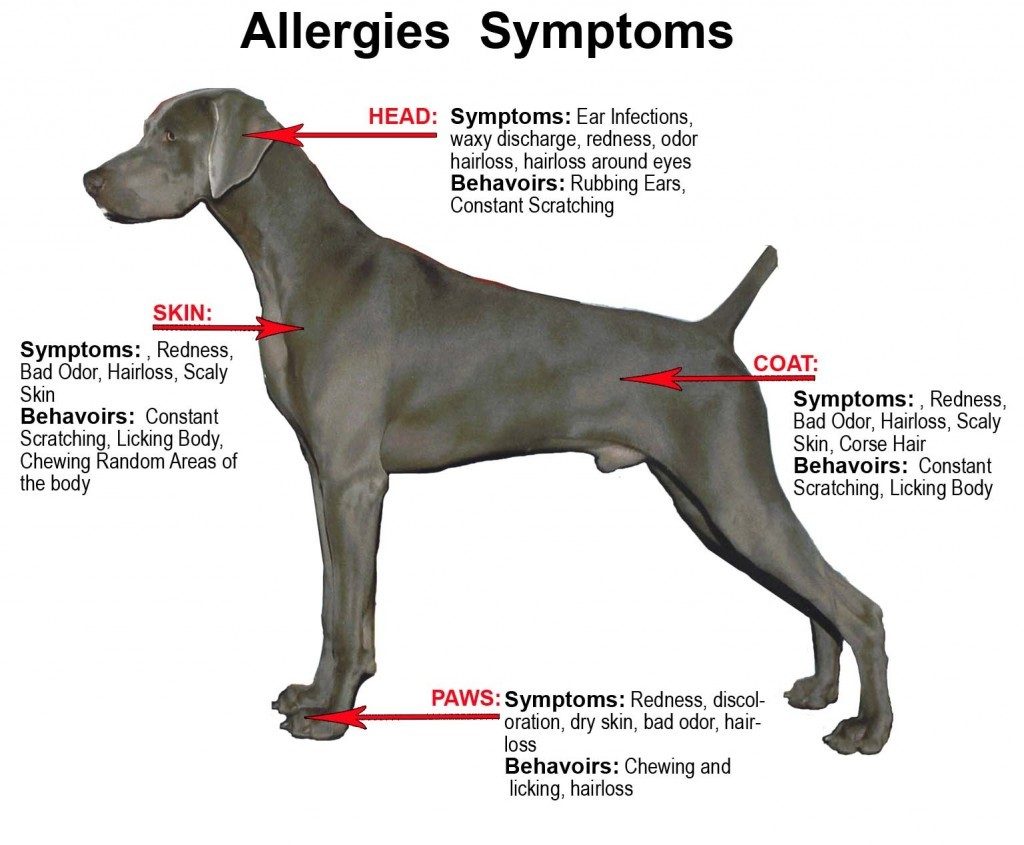 Allergies Symptoms
HEAD:
Symptoms: Ear Infections,
waxy discharge, redness, odor
hairloss, hairloss around eyes
Behavoirs: Rubbing Ears,
Constant Scratching
SKIN:
Symptoms: , Redness,
Bad Odor, Hairloss, Scaly
Skin
Behavoirs: Constant
Scratching, Licking Body,
Chewing Random Areas of
the body
COAT:
Symptoms: , Redness,
Bad Odor, Hairloss, Scaly
Skin, Corse Hair
Behavoirs: Constant
Scratching, Licking Body
PAWS:
Symptoms: Redness, discol-
oration, dry skin, bad odor, hair-
loss
Behavoirs: Chewing and
licking, hairloss